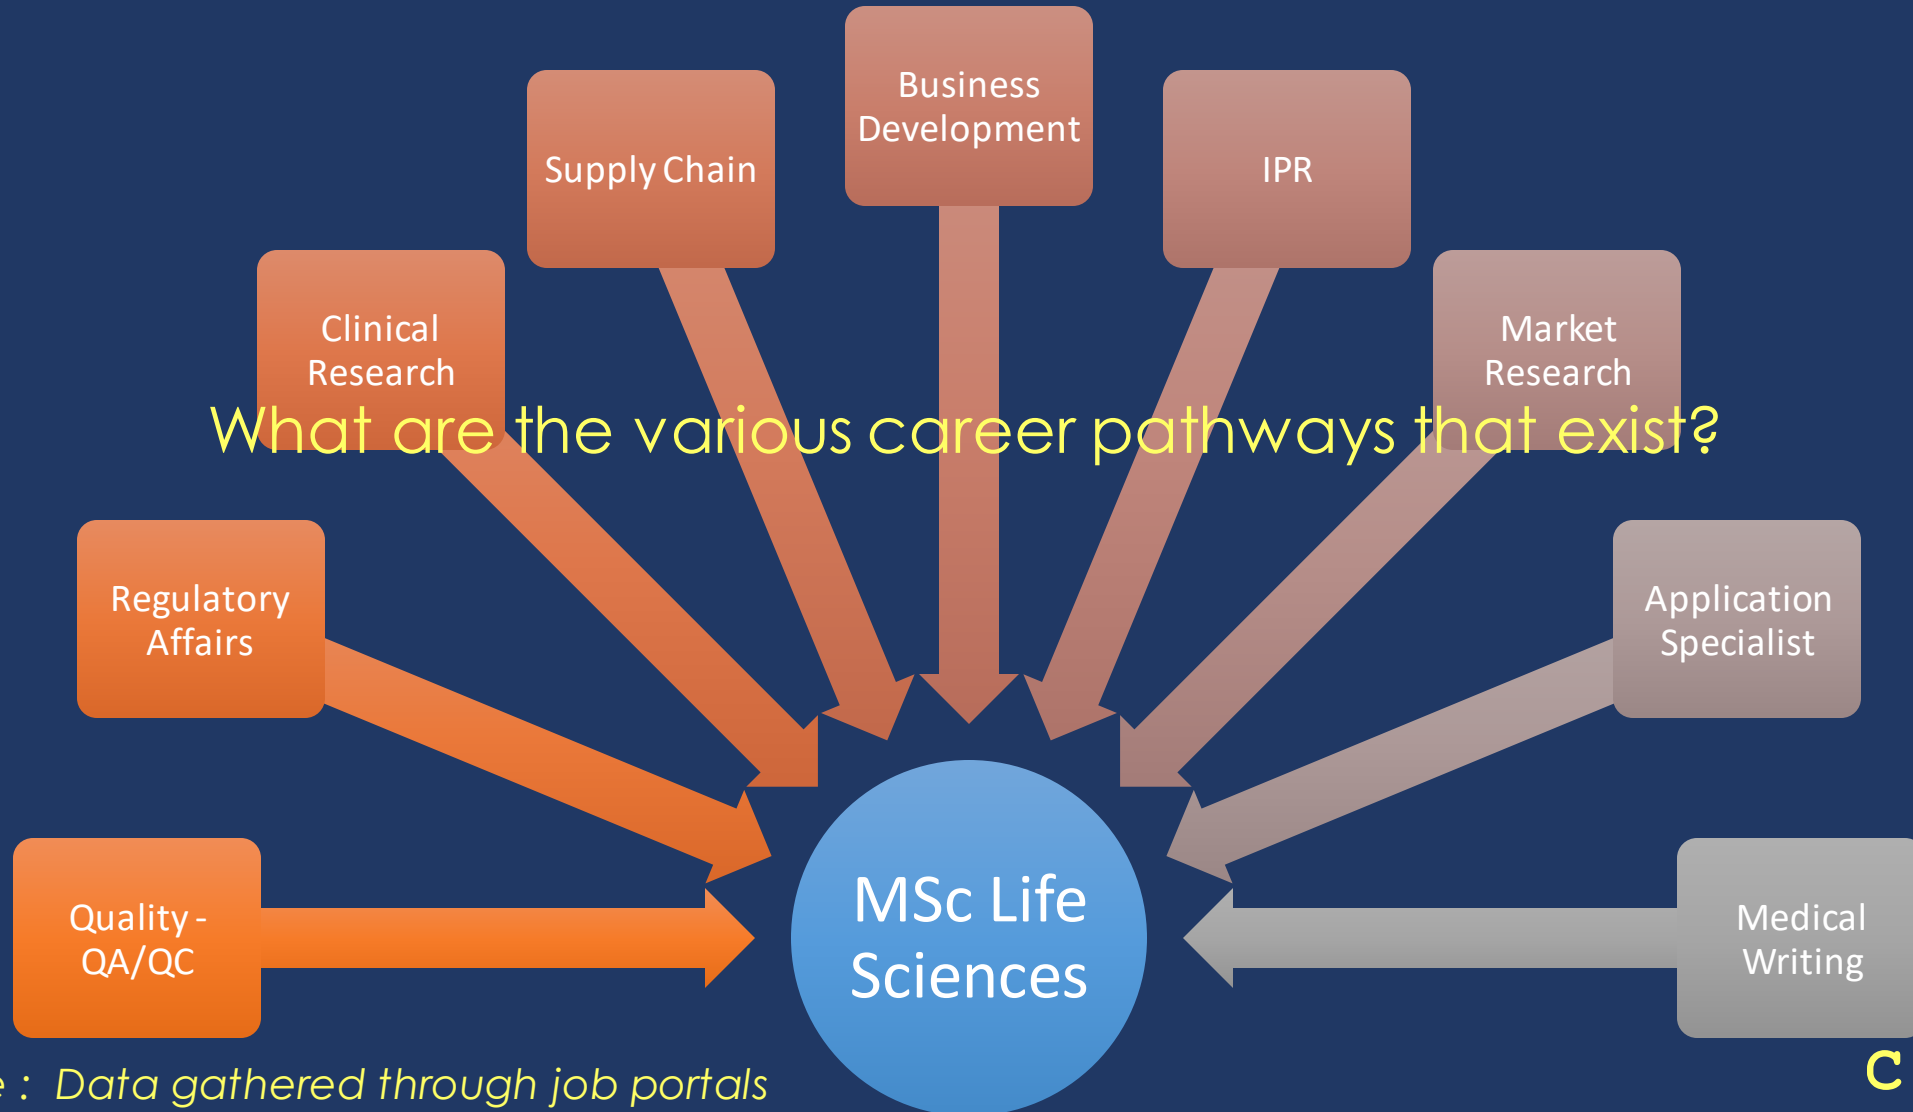 Business
Development
Supply Chain
IPR
Clinical
Research
Market
Research
What are the various career pathways that exist?
Regulatory
Affairs
Application
Specialist
Quality -
QA/QC
MSc Life
Sciences
Medical
Writing
e : Data gathered through job portals
C